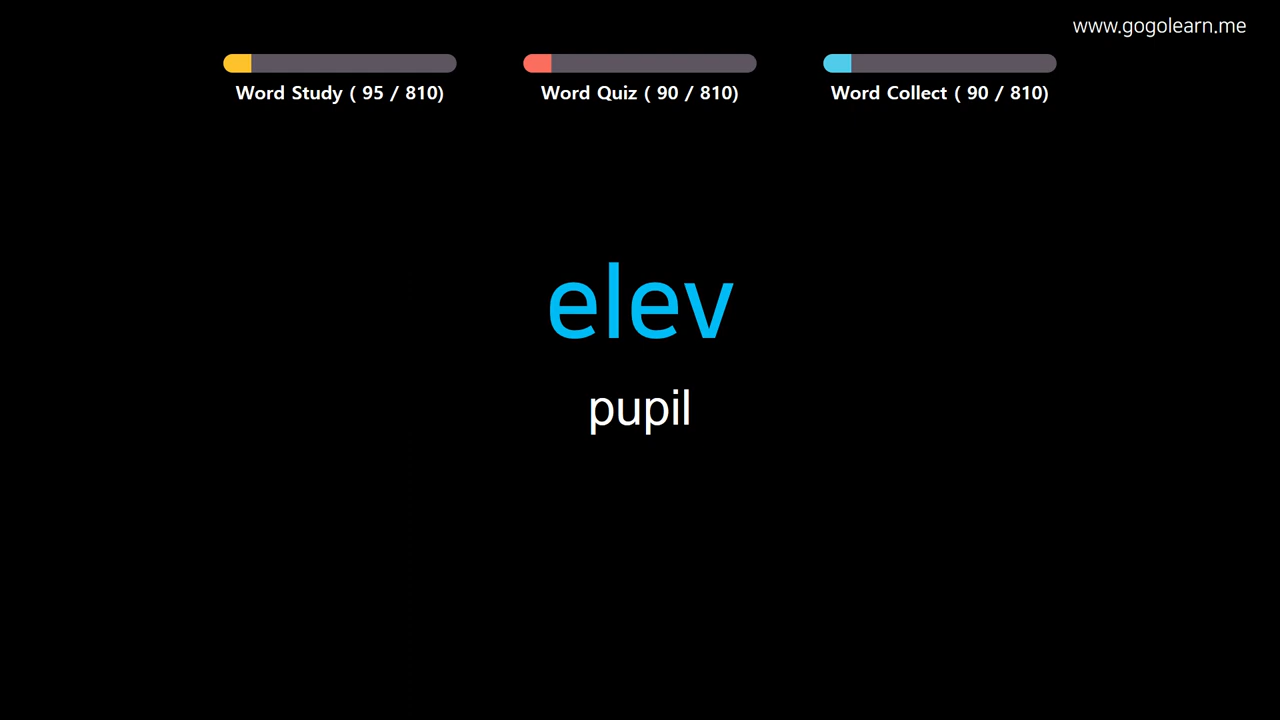 www.gogolearn.me
Word Study ( 95 / 810)
Word Quiz ( 90 / 810)
Word Collect ( 90 / 810)
elev
pupil